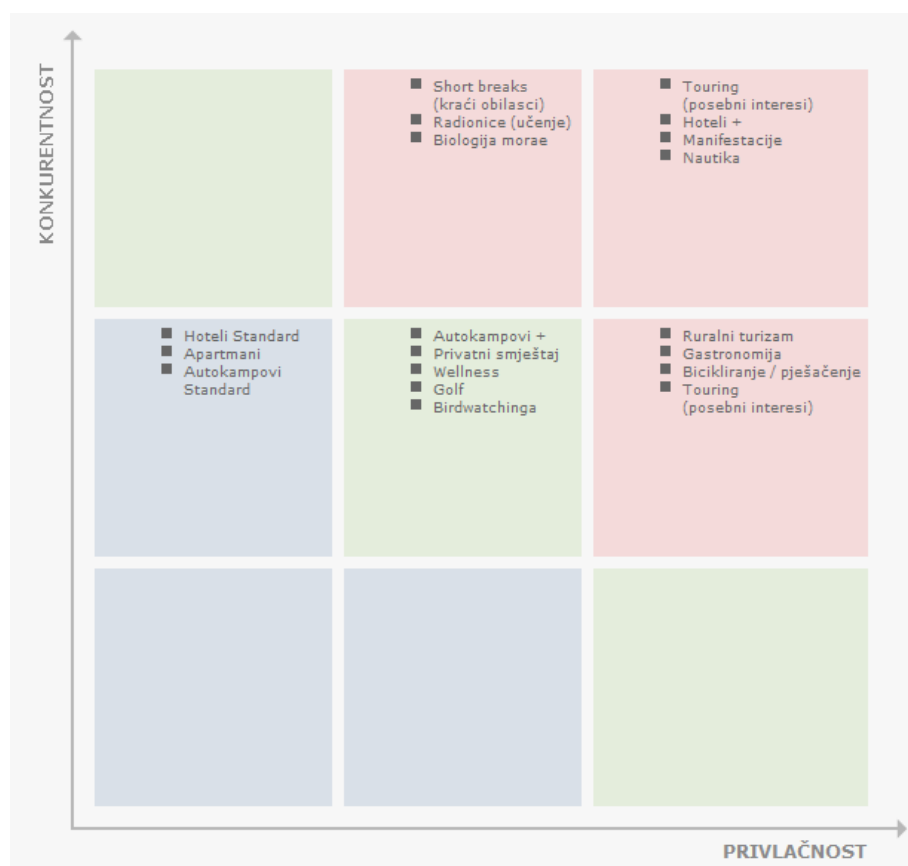 KONKURENTNOST
Short breaks
(kraći obilasci)
Radionice (učenje)
Biologija morae
Touring
(posebni interesi)
Hoteli +
Manifestacije
Nautika
Hoteli Standard
Apartmani
Autokampovi
Standard
Autokampovi +
Privatni smještaj
Wellness
Golf
Birdwatchinga
Ruralni turizam
Gastronomija
Bicikliranje / pješačenje
Touring
(posebni interesi)
PRIVLAČNOST